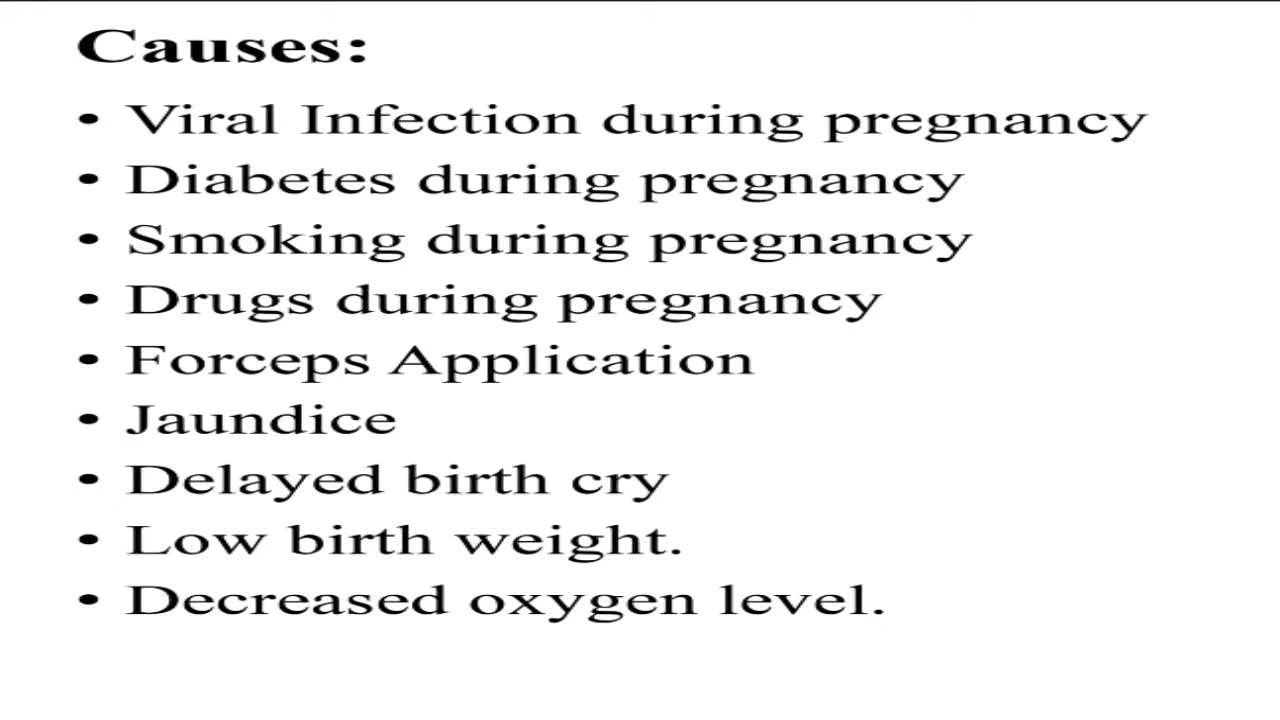 Causes:
• Viral Infection during pregnancy
• Diabetes during pregnancy
• Smoking during pregnancy
• Drugs during pregnancy
• Forceps Application
• Jaundice
• Delayed birth cry
• Low birth weight.
• Decreased oxygen level.